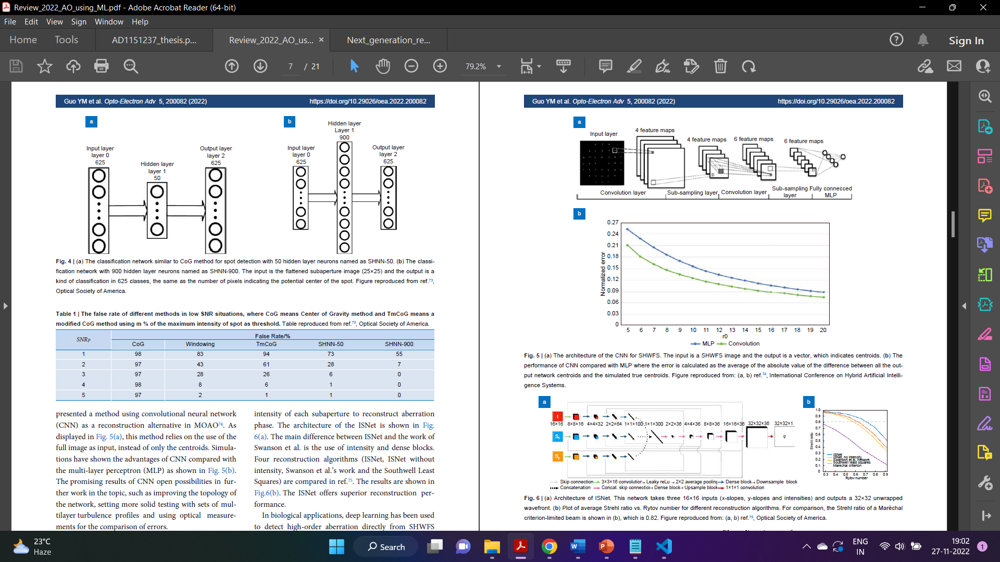 Review_2022_AO_using_ML.pdf - Adobe Acrobat Reader (64-bit)
File Edit View Sign Window Help
Home Tools AD1151237_thesis.p... Review_2022_AO_us... × Next_generation_re... Sign In
7 / 21 79.2%
Guo YM et al. Opto-Electron Adv 5, 200082 (2022) https://doi.org/10.29026/oea.2022.200082
a
Input layer
layer 0
625
Hidden layer
layer 1
50
Output layer
layer 2
625
b
Input layer
layer 0
625
Hidden layer
Layer 1
900
Output layer
layer 2
625
Fig. 4 | (a) The classification network similar to CoG method for spot detection with 50 hidden layer neurons named as SHNN-50. (b) The classi-
fication network with 900 hidden layer neurons named as SHNN-900. The input is the flattened subaperture image (25×25) and the output is a
kind of classification in 625 classes, the same as the number of pixels indicating the potential center of the spot. Figure reproduced from ref.73,
Optical Society of America.
Table 1 | The false rate of different methods in low SNR situations, where CoG means Center of Gravity method and TmCoG means a
modified CoG method using m % of the maximum intensity of spot as threshold. Table reproduced from ref.73, Optical Society of America.
SNRP False Rate/%
CoG Windowing TmCoG SHNN-50 SHNN-900
1 98 83 94 73 55
2 97 43 61 28 7
3 97 28 26 6 0
4 98 8 6 1 0
5 97 2 1 1 0
presented a method using convolutional neural network
(CNN) as a reconstruction alternative in MOAO74. As
displayed in Fig. 5(a), this method relies on the use of the
full image as input, instead of only the centroids. Simula-
tions have shown the advantages of CNN compared with
the multi-layer perceptron (MLP) as shown in Fig. 5(b).
The promising results of CNN open possibilities in fur-
ther work in the topic, such as improving the topology of
the network, setting more solid testing with sets of mul-
tilayer turbulence profiles and using optical measure-
ments for the comparison of errors.
intensity of each subaperture to reconstruct aberration
phase. The architecture of the ISNet is shown in Fig.
6(a). The main difference between ISNet and the work of
Swanson et al. is the use of intensity and dense blocks.
Four reconstruction algorithms (ISNet, ISNet without
intensity, Swanson et al.'s work and the Southwell Least
Squares) are compared in ref.75. The results are shown in
Fig.6(b). The ISNet offers superior reconstruction per-
formance.
In biological applications, deep learning has been used
to detect high-order aberration directly from SHWFS
Guo YM et al. Opto-Electron Adv 5, 200082 (2022) https://doi.org/10.29026/oea.2022.200082
a
Input layer
4 feature maps
4 feature maps
6 feature maps
6 feature maps
Convolution layer
Sub-sampling layer
Convolution layer
Sub-sampling
layer
Fully connecced
MLP
b
Normalized error
0.27
0.24
0.21
0.18
0.15
0.12
0.09
0.06
0.03
0
5 6 7 8 9 10 11 12 13 14 15 16 17 18 19 20
r0
MLP Convolution
Fig. 5 | (a) The architecture of the CNN for SHWFS. The input is a SHWFS image and the output is a vector, which indicates centroids. (b) The
performance of CNN compared with MLP where the error is calculated as the average of the absolute value of the difference between all the out-
put network centroids and the simulated true centroids. Figure reproduced from: (a, b) ref.74, International Conference on Hybrid Artificial Intelli-
gence Systems.
a
I
16×16 8×8×16 4×4×32 2×2×64 1×1×100 1×1×300 2×2×36 4×4×36 8×8×36 16×16×36 32×32×36 32×32×1
Sx
φ
Sy
Skip connection 3×3×16 convolution Leaky reLu 2×2 average pooling Dense block Downsample block
Concatenation Concat. skip connection Dense block Upsample block 1×1×1 convolution
b
Strehl ratio
1.0
0.9
0.8
0.7
0.6
0.5
0.4
0.3
0.2
0.1
0
ISNet
ISNet, no intensity
Swanson et al. network
Southwell least squares
Maréchal criterion
0.3 0.4 0.5 0.6 0.7 0.8 0.9
Rytov number
Fig. 6 | (a) Architecture of ISNet. This network takes three 16×16 inputs (x-slopes, y-slopes and intensities) and outputs a 32×32 unwrapped
wavefront. (b) Plot of average Strehl ratio vs. Rytov number for different reconstruction algorithms. For comparison, the Strehl ratio of a Marèchal
criterion-limited beam is shown in (b), which is 0.82. Figure reproduced from: (a, b) ref.75, Optical Society of America.
23°C
Haze
Search
ENG
IN
19:02
27-11-2022
1